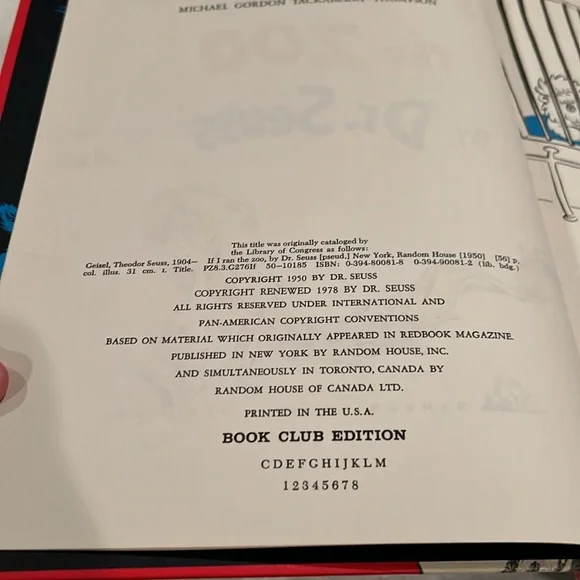 MICHAEL GORDON TACKABERRY THOMPSON
This title was originally cataloged by
the Library of Congress as follows:
Geisel, Theodor Seuss, 1904— If I ran the zoo, by Dr. Seuss [pseud.] New York, Random House [1950] [56] p.
col. illus. 31 cm. I. Title. PZ8.3.G276If 50–10185 ISBN: 0-394-80081-8 0-394-90081-2 (lib. bdg.)
COPYRIGHT 1950 BY DR. SEUSS
COPYRIGHT RENEWED 1978 BY DR. SEUSS
ALL RIGHTS RESERVED UNDER INTERNATIONAL AND
PAN-AMERICAN COPYRIGHT CONVENTIONS
BASED ON MATERIAL WHICH ORIGINALLY APPEARED IN REDBOOK MAGAZINE.
PUBLISHED IN NEW YORK BY RANDOM HOUSE, INC.
AND SIMULTANEOUSLY IN TORONTO, CANADA BY
RANDOM HOUSE OF CANADA LTD.
PRINTED IN THE U.S.A.
BOOK CLUB EDITION
CDEFGHIJKLM
12345678